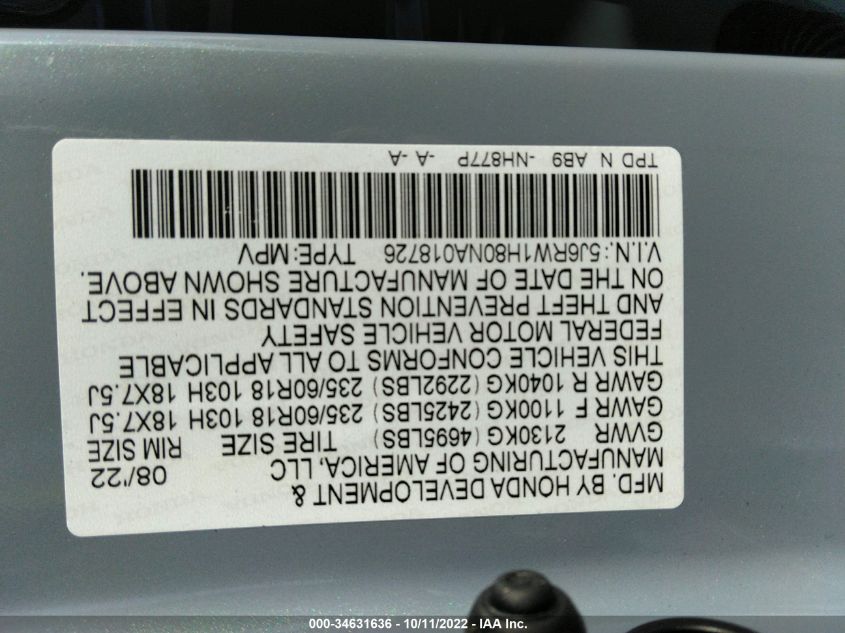 MFD. BY HONDA DEVELOPMENT &
MANUFACTURING OF AMERICA, LLC 08/'22
GVWR 2130KG (4695LBS) TIRE SIZE RIM SIZE
GAWR F 1100KG (2425LBS) 235/60R18 103H 18X7.5J
GAWR R 1040KG (2292LBS) 235/60R18 103H 18X7.5J
THIS VEHICLE CONFORMS TO ALL APPLICABLE
FEDERAL MOTOR VEHICLE SAFETY
AND THEFT PREVENTION STANDARDS IN EFFECT
ON THE DATE OF MANUFACTURE SHOWN ABOVE.
V.I.N.: 5J6RW1H80NA018726 TYPE:MPV
TPD N AB9 -NH877P -A -A
000-34631636 - 10/11/2022 - IAA Inc.